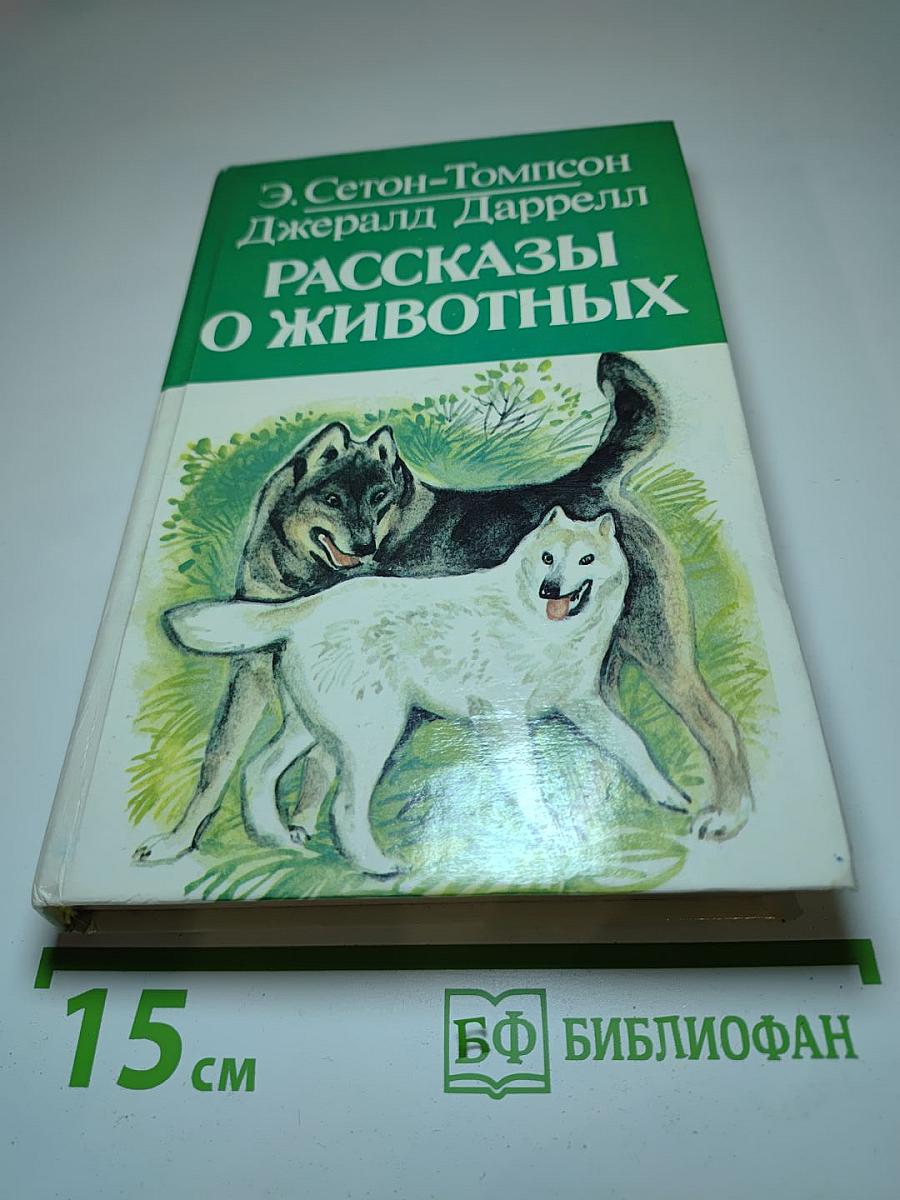 Э. Сетон-Томпсон
Джералд Даррелл
РАССКАЗЫ
О ЖИВОТНЫХ
15 см
БФ БИБЛИОФАН